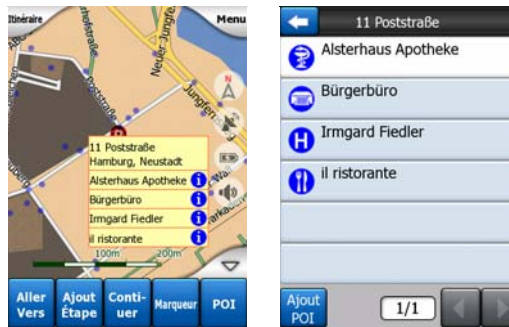 Itinéraire
Menu
Neuer Jungfe
Poststraße
Jungfern
N
11 Poststraße
Hamburg, Neustadt
Alsterhaus Apotheke
Bürgerbüro
Irmgard Fiedler
il ristorante
100m
200m
Aller Vers
Ajout Étape
Conti-uer
Marqueur
POI
11 Poststraße
Alsterhaus Apotheke
Bürgerbüro
H
Irmgard Fiedler
il ristorante
Ajout POI
1/1